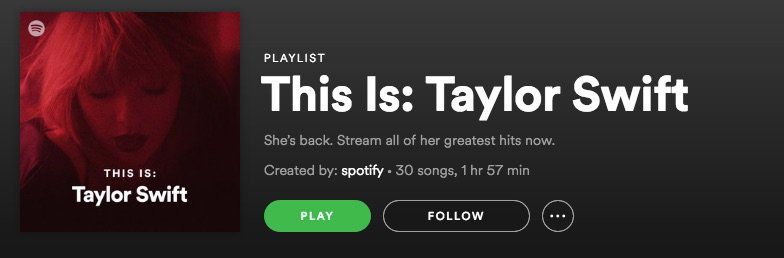 THIS IS:
Taylor Swift
PLAYLIST
This Is: Taylor Swift
She's back. Stream all of her greatest hits now.
Created by: spotify • 30 songs, 1 hr 57 min
PLAY
FOLLOW